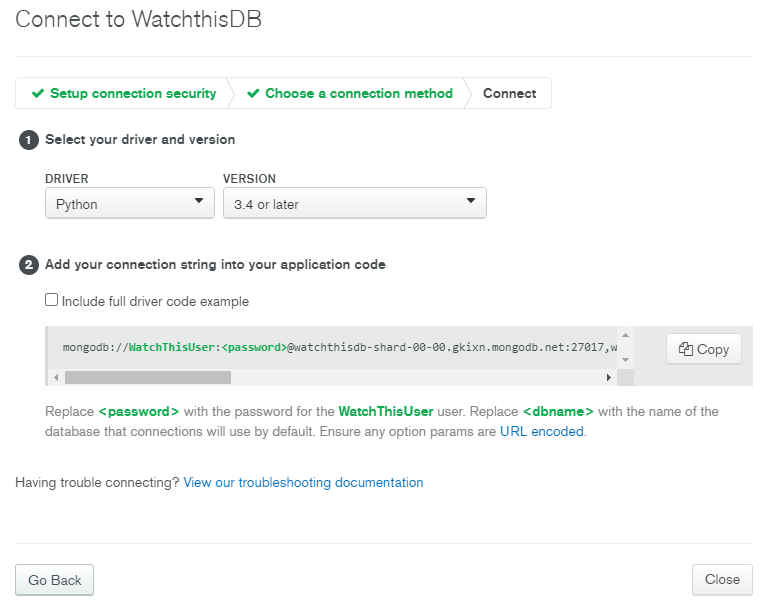 Connect to WatchthisDB
Setup connection security
Choose a connection method
Connect
1 Select your driver and version
DRIVER
VERSION
Python
3.4 or later
2 Add your connection string into your application code
Include full driver code example
mongodb://WatchThisUser:<password>@watchthisdb-shard-00-00.gkixn.mongodb.net:27017,w
Copy
Replace <password> with the password for the WatchThisUser user. Replace <dbname> with the name of the
database that connections will use by default. Ensure any option params are URL encoded.
Having trouble connecting? View our troubleshooting documentation
Go Back
Close